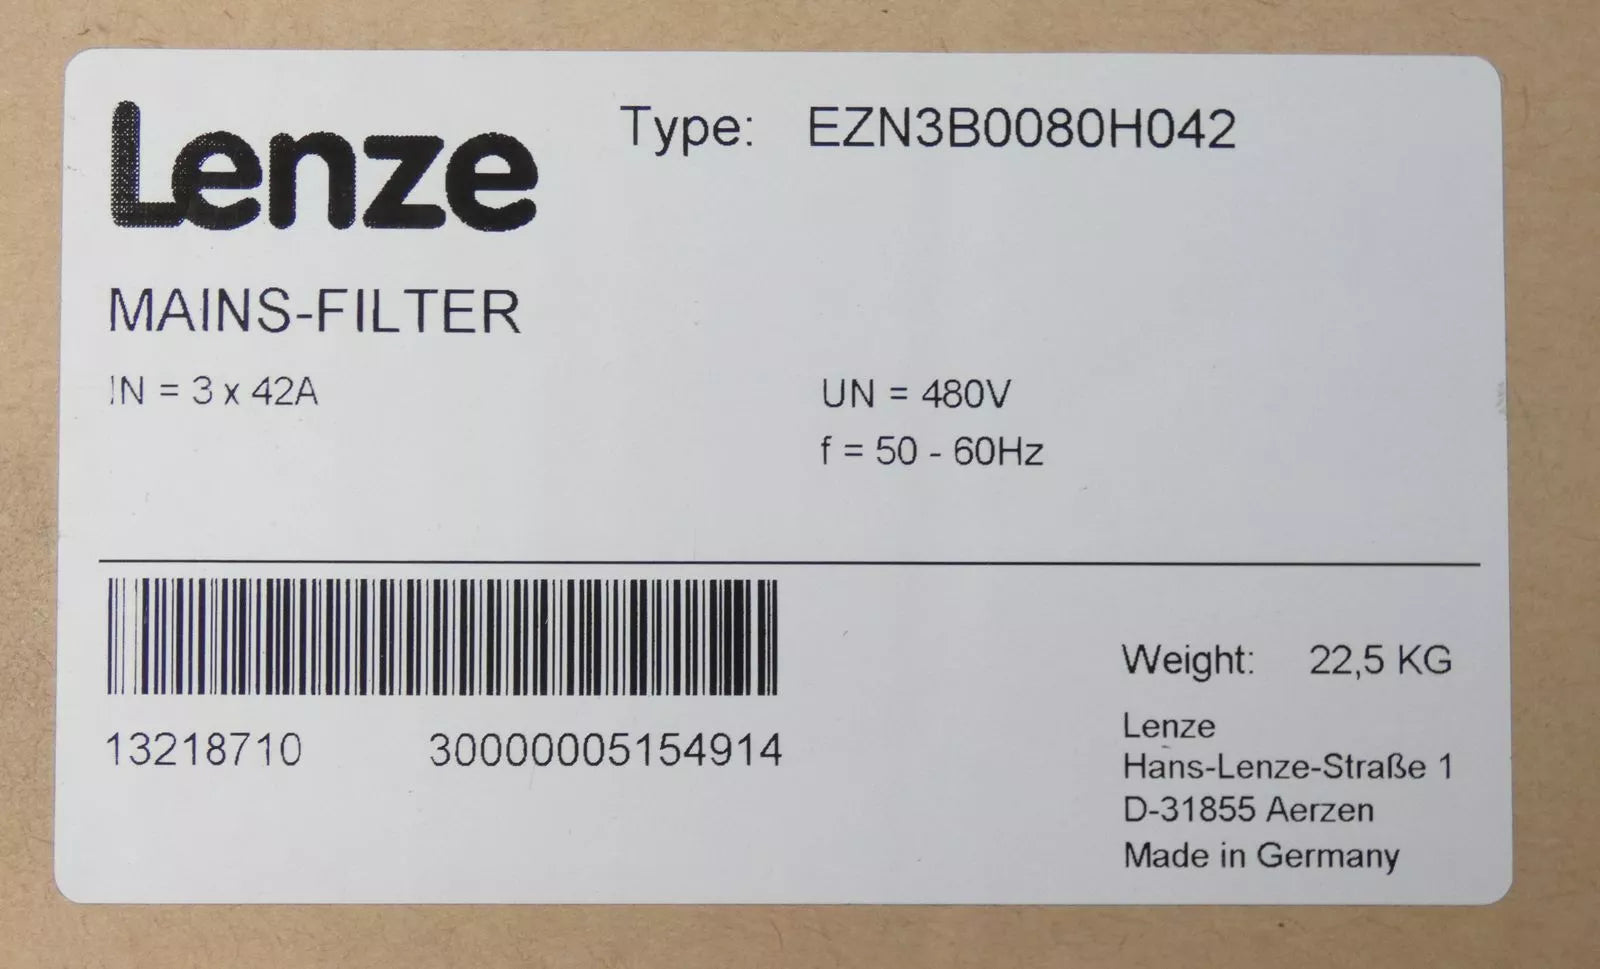 Lenze
Type: EZN3B0080H042
MAINS-FILTER
IN = 3 x 42A
UN = 480V
f = 50 - 60Hz
13218710 30000005154914
Weight: 22,5 KG
Lenze
Hans-Lenze-Straße 1
D-31855 Aerzen
Made in Germany